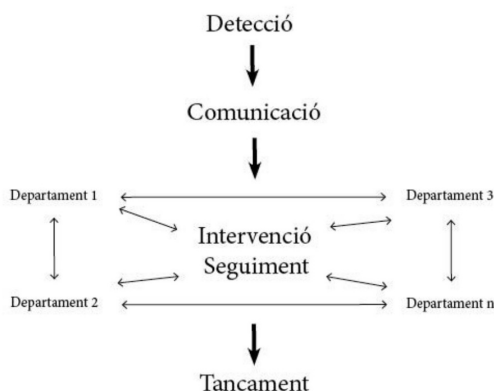 Detecció
Comunicació
Departament 1
Departament 3
Intervenció
Seguiment
Departament 2
Departament n
Tancament